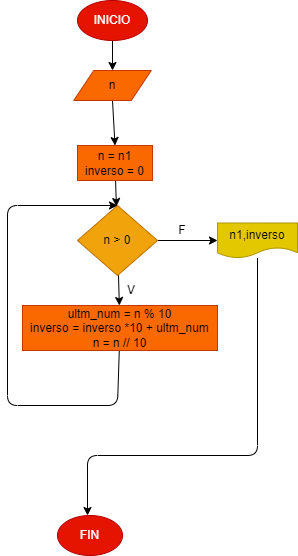 INICIO
n
n = n1
inverso = 0
n > 0
F
n1,inverso
V
ultm_num = n % 10
inverso = inverso *10 + ultm_num
n = n // 10
FIN